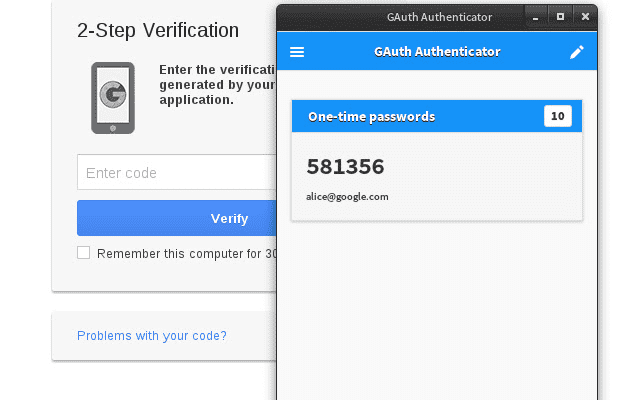 2-Step Verification
Enter the
generated by your
application.
Enter code
Verify
Remember this computer for 30
Problems with your code?
GAuth Authenticator
GAuth Authenticator
One-time passwords
10
581356
alice@google.com